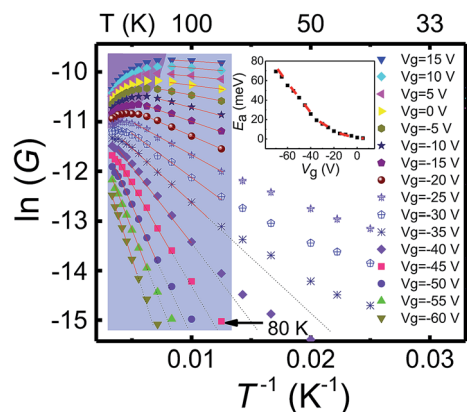 T (K) 100 50 33
-10
-11
-12
-13
-14
-15
ln (G)
0.01 0.02 0.03
T⁻¹ (K⁻¹)
80 K
80
60
40
20
0
Eₐ (meV)
-60 -40 -20 0
V_g (V)
Vg=15 V
Vg=10 V
Vg=5 V
Vg=0 V
Vg=-5 V
Vg=-10 V
Vg=-15 V
Vg=-20 V
Vg=-25 V
Vg=-30 V
Vg=-35 V
Vg=-40 V
Vg=-45 V
Vg=-50 V
Vg=-55 V
Vg=-60 V